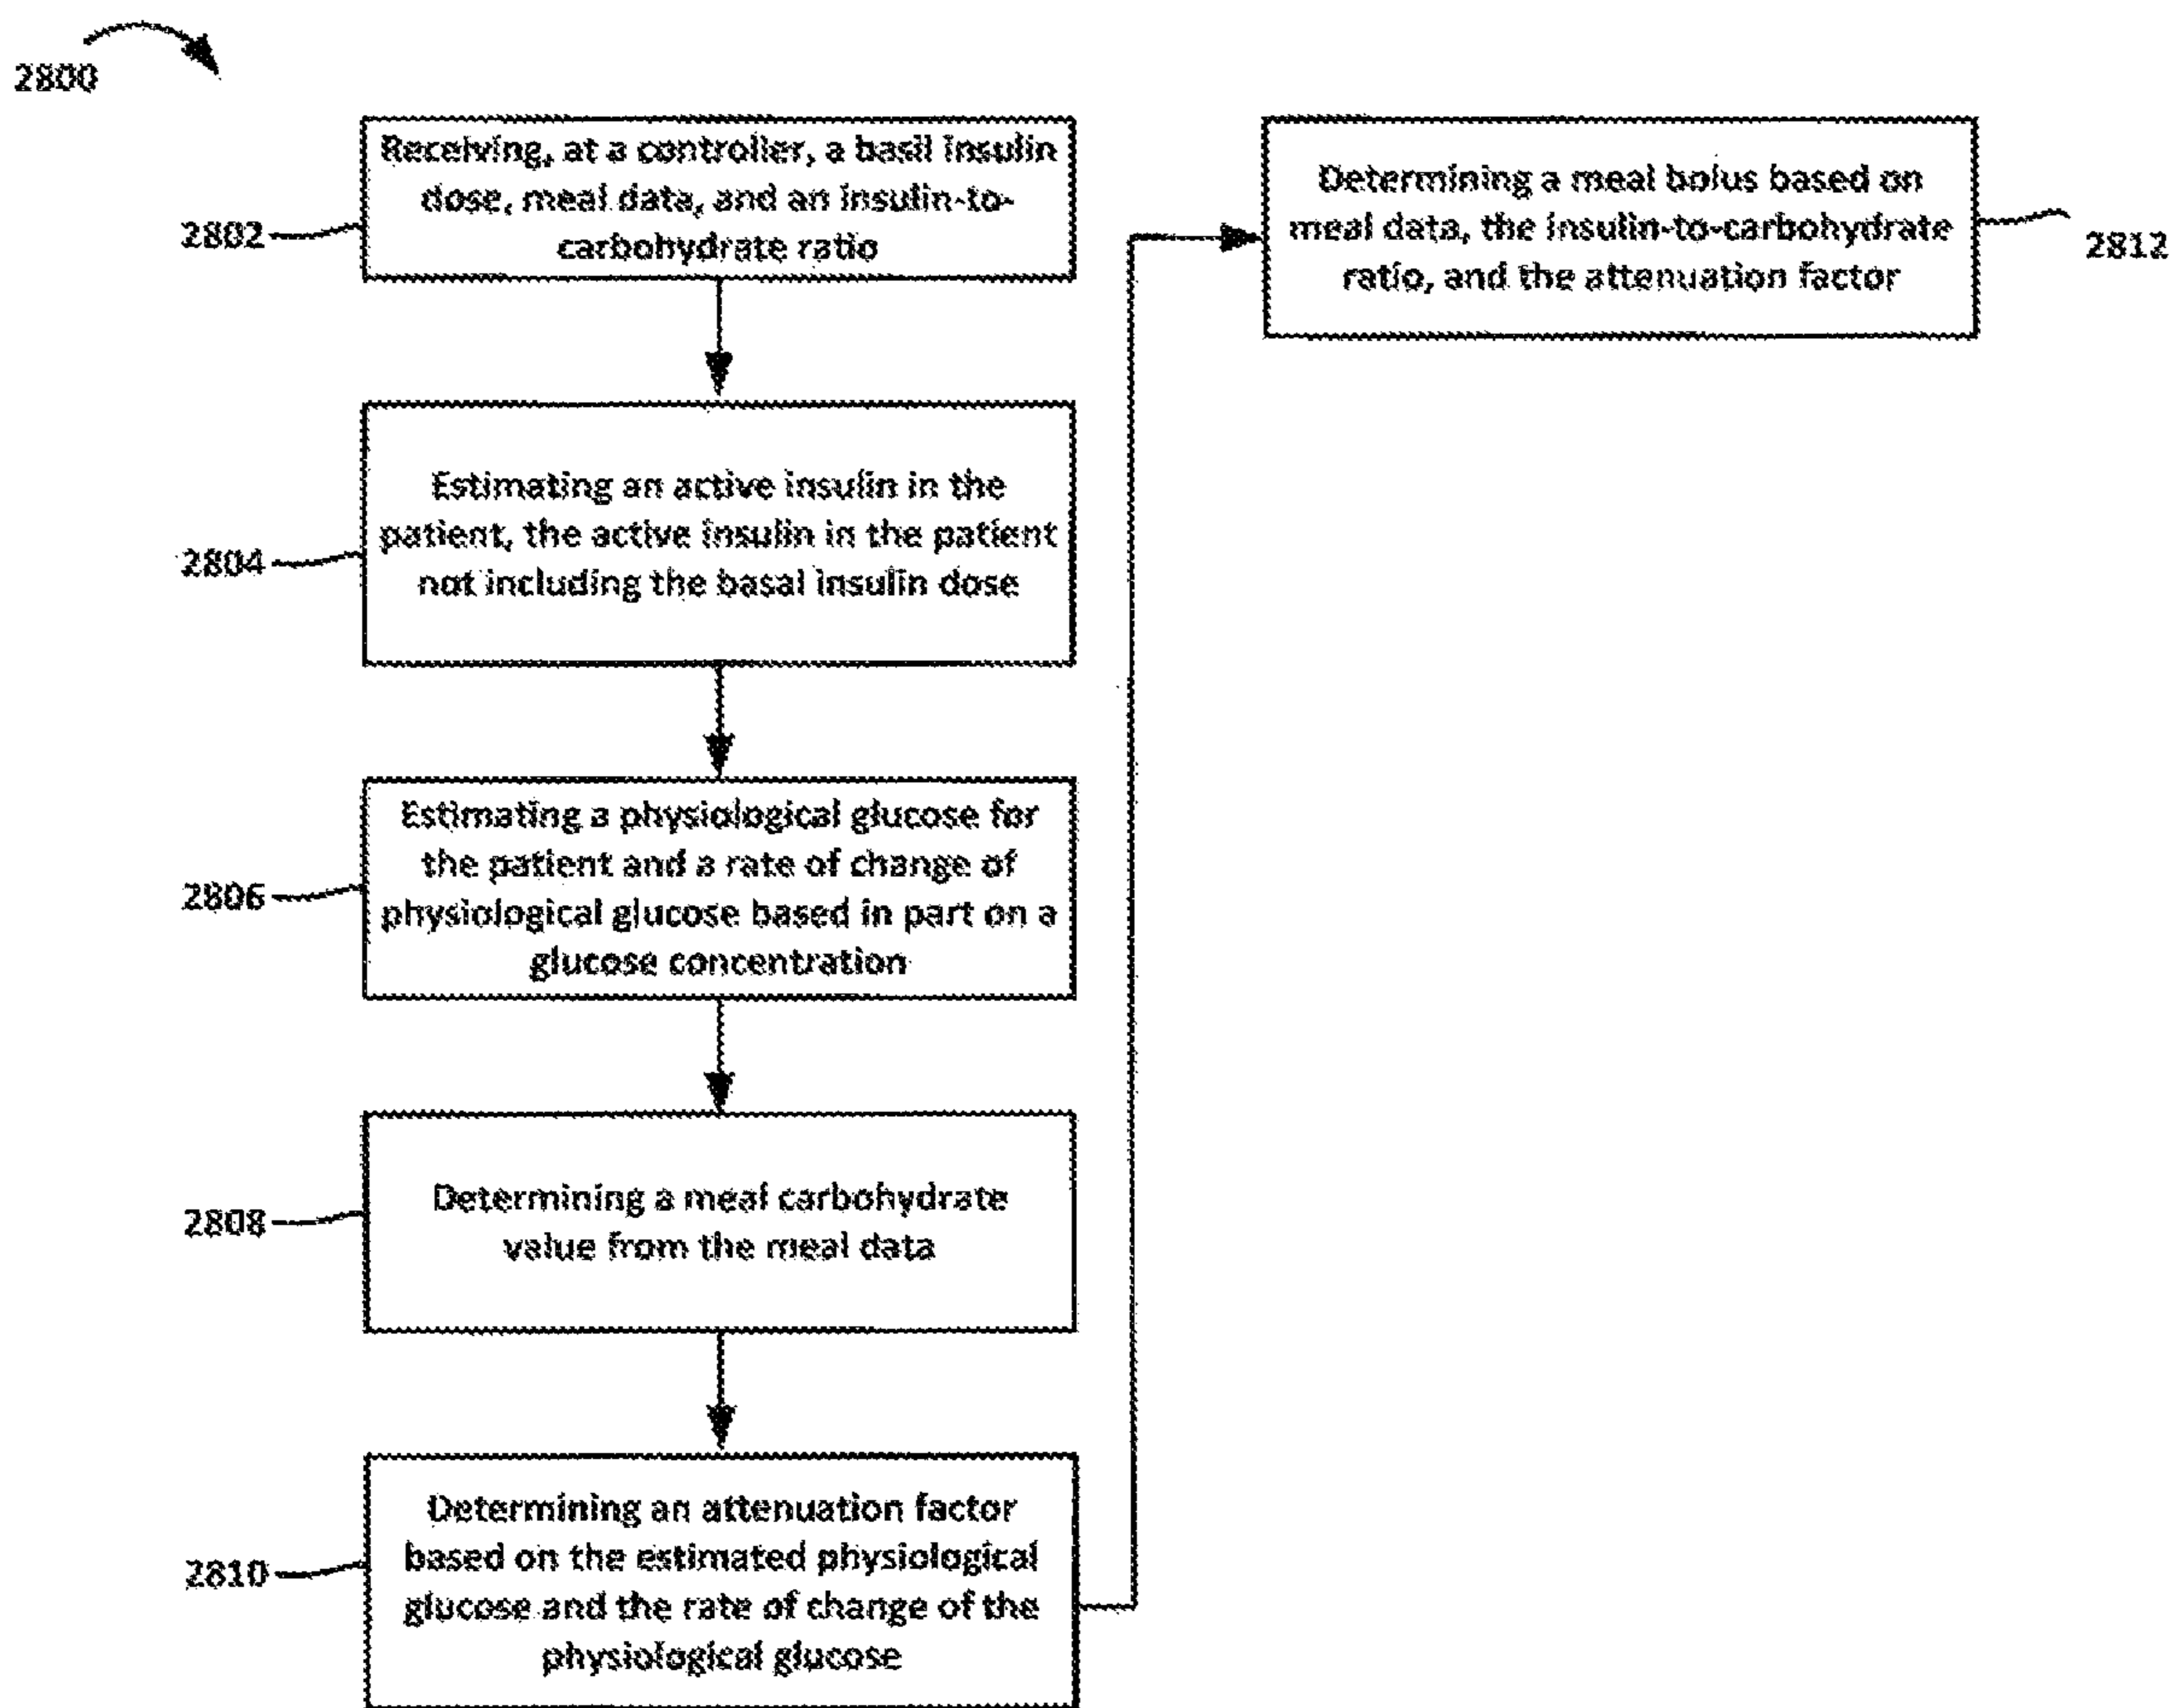 2800
Receiving, at a controller, a basil insulin
dose, meal data, and an insulin-to-
carbohydrate ratio
2802
Estimating an active insulin in the
patient, the active insulin in the patient
not including the basal insulin dose
2804
Estimating a physiological glucose for
the patient and a rate of change of
physiological glucose based in part on a
glucose concentration
2806
Determining a meal carbohydrate
value from the meal data
2808
Determining an attenuation factor
based on the estimated physiological
glucose and the rate of change of the
physiological glucose
2810
Determining a meal bolus based on
meal data, the insulin-to-carbohydrate
ratio, and the attenuation factor
2812